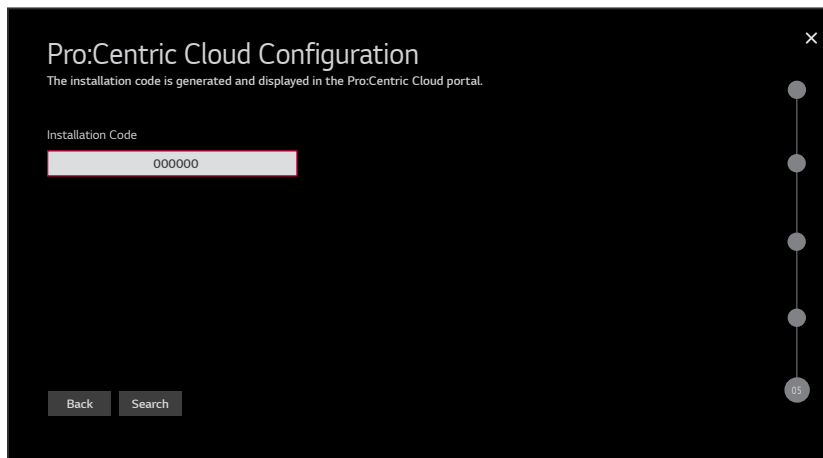 Pro:Centric Cloud Configuration
The installation code is generated and displayed in the Pro:Centric Cloud portal.
Installation Code
000000
Back Search
05